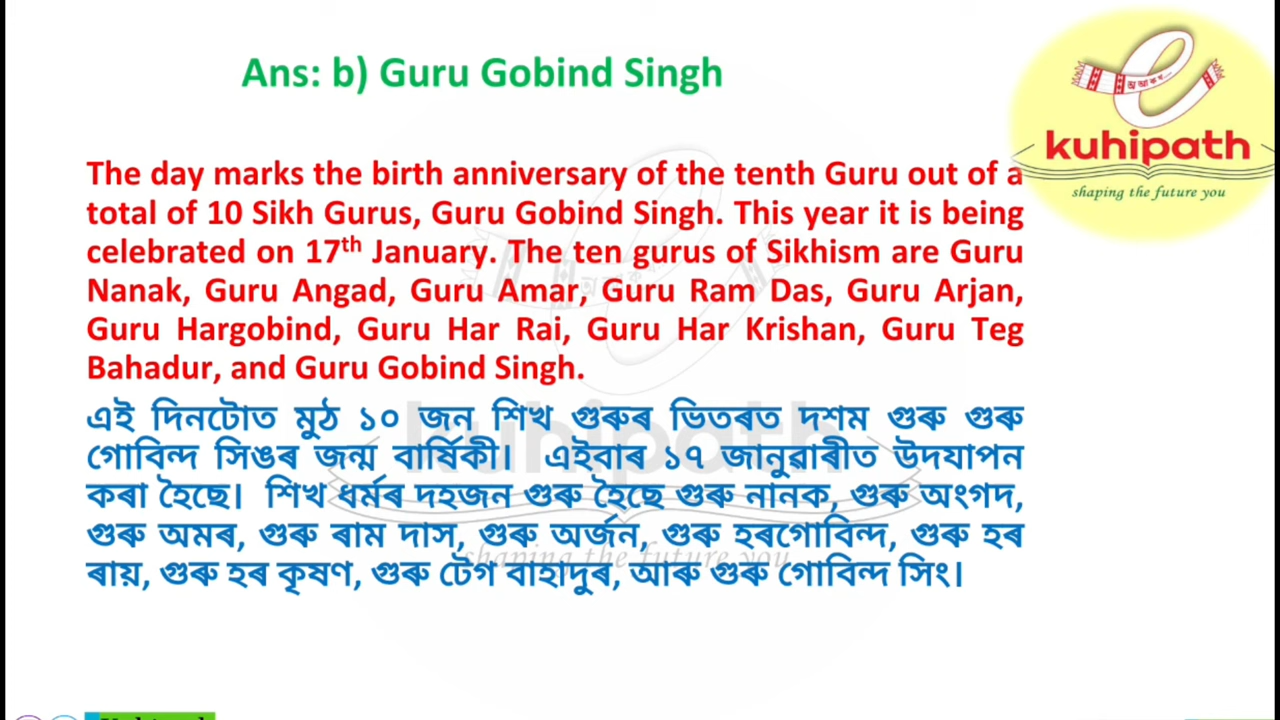 Ans: b) Guru Gobind Singh
অ আ ক খ...
kuhipath
shaping the future you
The day marks the birth anniversary of the tenth Guru out of a
total of 10 Sikh Gurus, Guru Gobind Singh. This year it is being
celebrated on 17th January. The ten gurus of Sikhism are Guru
Nanak, Guru Angad, Guru Amar, Guru Ram Das, Guru Arjan,
Guru Hargobind, Guru Har Rai, Guru Har Krishan, Guru Teg
Bahadur, and Guru Gobind Singh.
এই দিনটোত মুঠ ১০ জন শিখ গুৰুৰ ভিতৰত দশম গুৰু গুৰু
গোবিন্দ সিঙৰ জন্ম বাৰ্ষিকী। এইবাৰ ১৭ জানুৱাৰীত উদযাপন
কৰা হৈছে। শিখ ধৰ্মৰ দহজন গুৰু হৈছে গুৰু নানক, গুৰু অংগদ,
গুৰু অমৰ, গুৰু ৰাম দাস, গুৰু অৰ্জন, গুৰু হৰগোবিন্দ, গুৰু হৰ
ৰায়, গুৰু হৰ কৃষণ, গুৰু টেগ বাহাদুৰ, আৰু গুৰু গোবিন্দ সিং।
kuhipath
shaping the future you